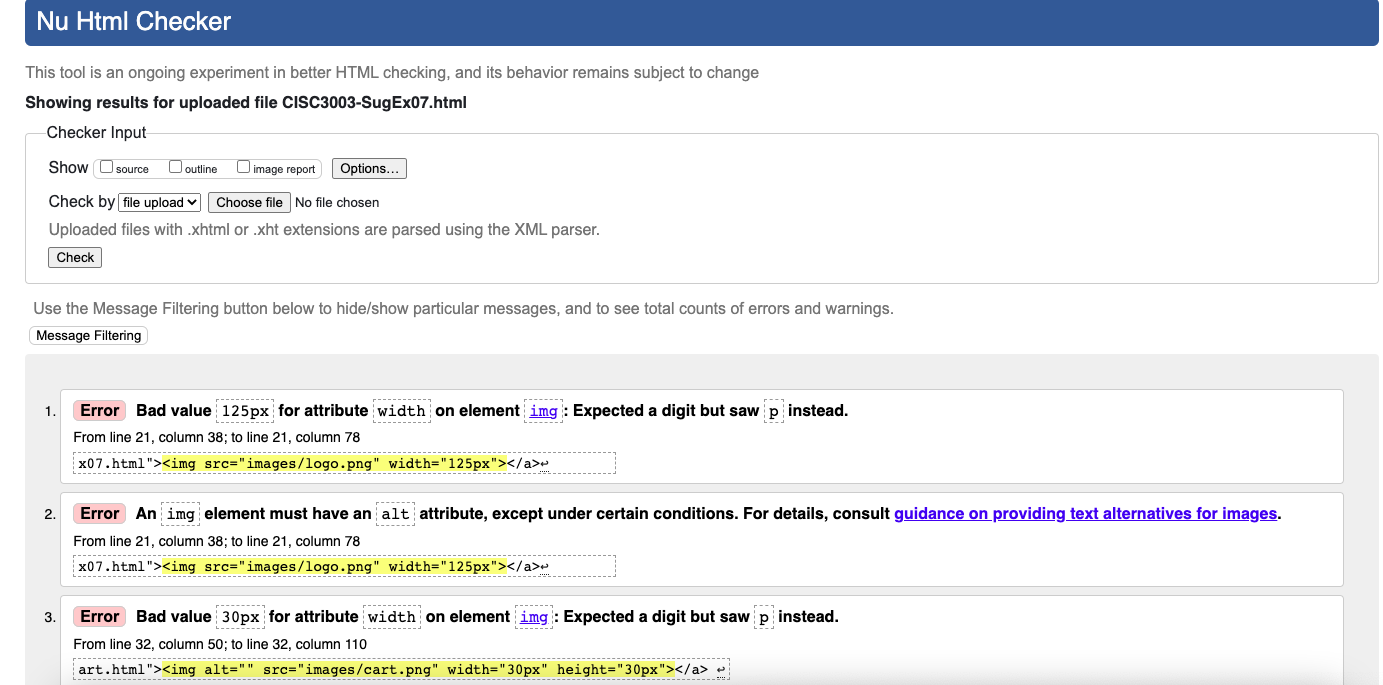 Nu Html Checker
This tool is an ongoing experiment in better HTML checking, and its behavior remains subject to change
Showing results for uploaded file CISC3003-SugEx07.html
Checker Input
Show source outline image report Options...
Check by file upload Choose file No file chosen
Uploaded files with .xhtml or .xht extensions are parsed using the XML parser.
Check
Use the Message Filtering button below to hide/show particular messages, and to see total counts of errors and warnings.
Message Filtering
1. Error Bad value 125px for attribute width on element img: Expected a digit but saw p instead.
From line 21, column 38; to line 21, column 78
x07.html"><img src="images/logo.png" width="125px"></a>↩
2. Error An img element must have an alt attribute, except under certain conditions. For details, consult guidance on providing text alternatives for images.
From line 21, column 38; to line 21, column 78
x07.html"><img src="images/logo.png" width="125px"></a>↩
3. Error Bad value 30px for attribute width on element img: Expected a digit but saw p instead.
From line 32, column 50; to line 32, column 110
art.html"><img alt="" src="images/cart.png" width="30px" height="30px"></a> ↩